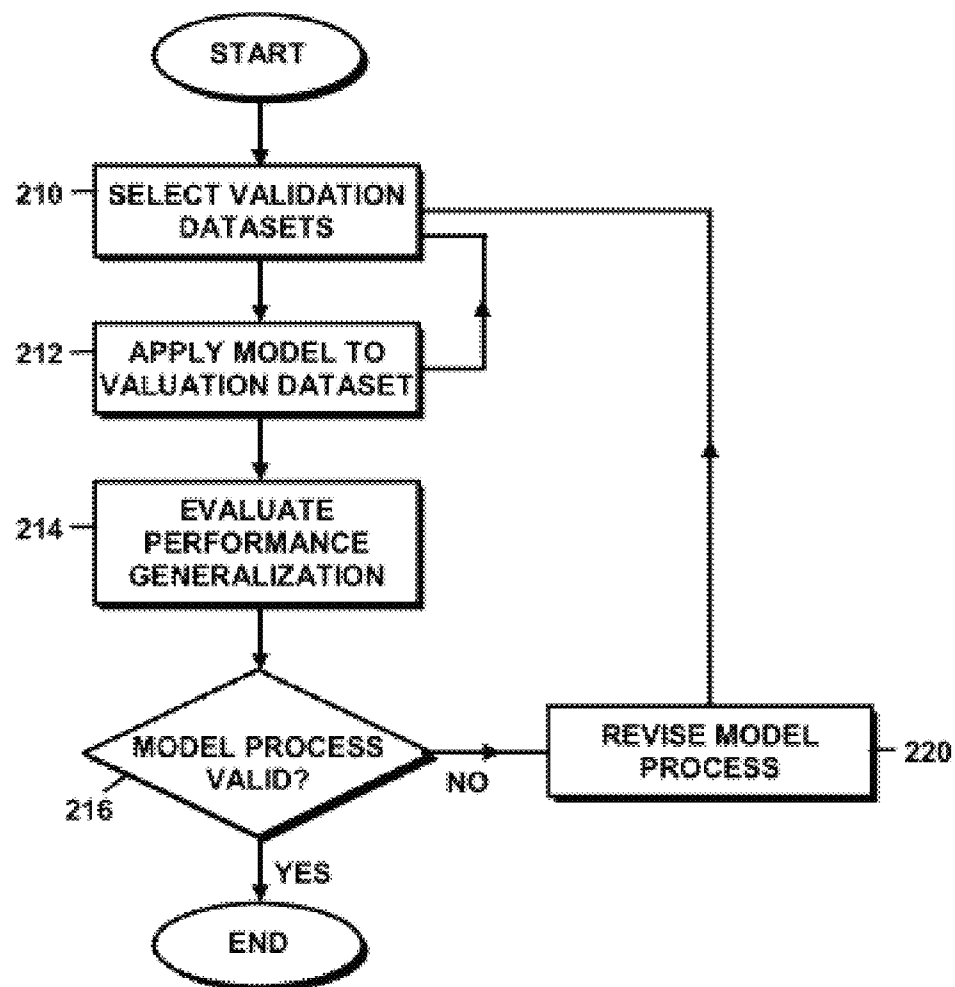 START
210
SELECT VALIDATION
DATASETS
212
APPLY MODEL TO
VALUATION DATASET
214
EVALUATE
PERFORMANCE
GENERALIZATION
MODEL PROCESS
VALID?
216
NO
REVISE MODEL
PROCESS
220
YES
END